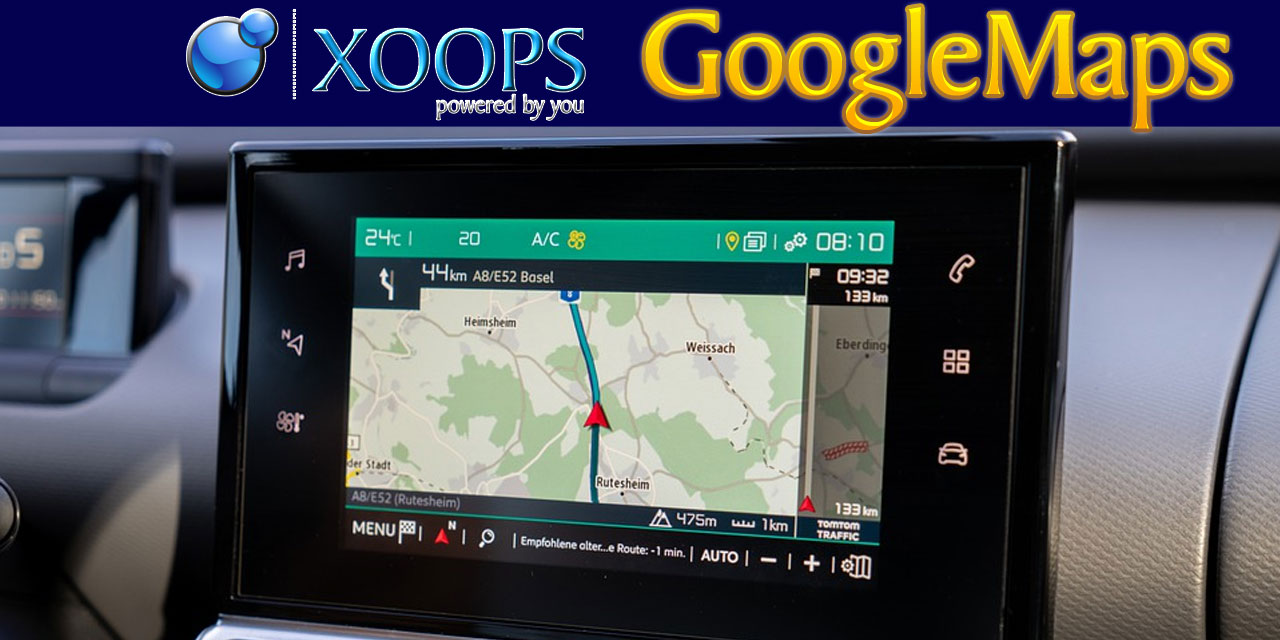 XOOPS
powered by you
GoogleMaps
24°C
20
A/C
08:10
44km A8/E52 Basel
09:32
133 km
Heimsheim
Weissach
Eberding
der Stadt
Rutesheim
A8/E52 (Rutesheim)
475m
1km
133 km
TOMTOM
TRAFFIC
MENU
N
Empfohlene alter...e Route: -1 min.
AUTO
N